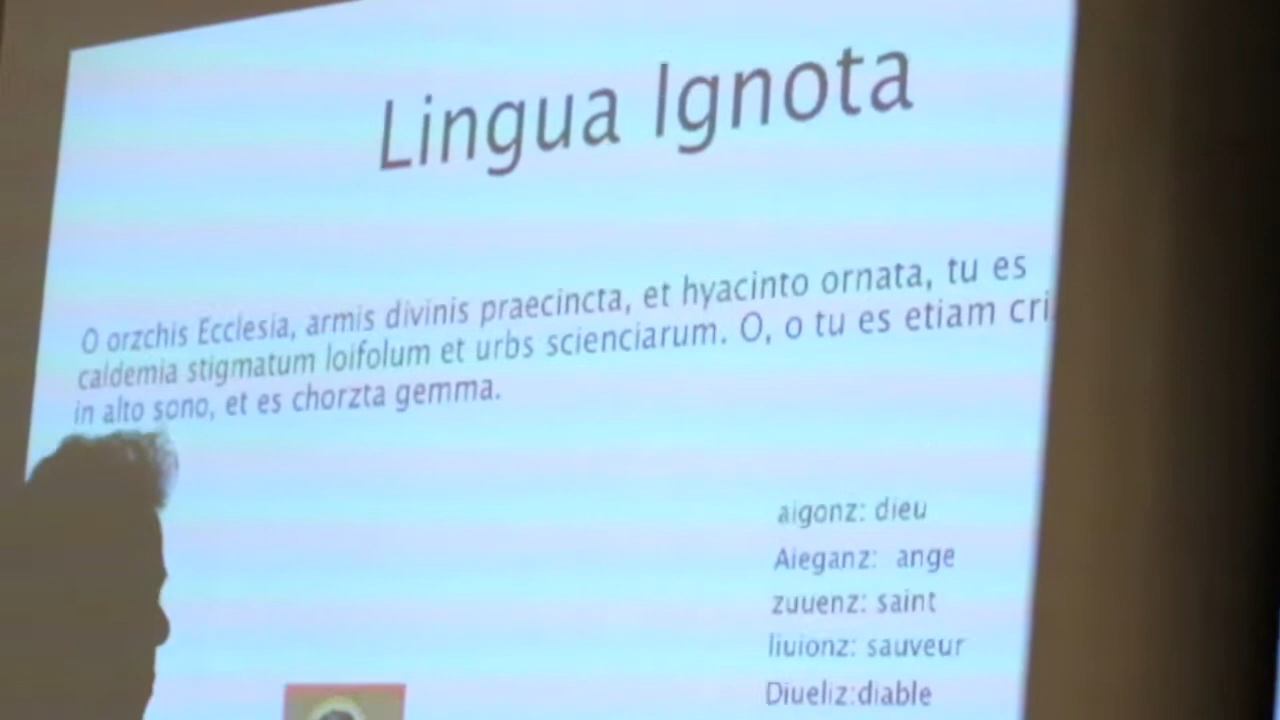 Lingua Ignota
O orzchis Ecclesia, armis divinis praecincta, et hyacinto ornata, tu es
caldemia stigmatum loifolum et urbs scienciarum. O, o tu es etiam cri
in alto sono, et es chorzta gemma.
aigonz: dieu
Aieganz: ange
zuuenz: saint
liuionz: sauveur
Diueliz:diable